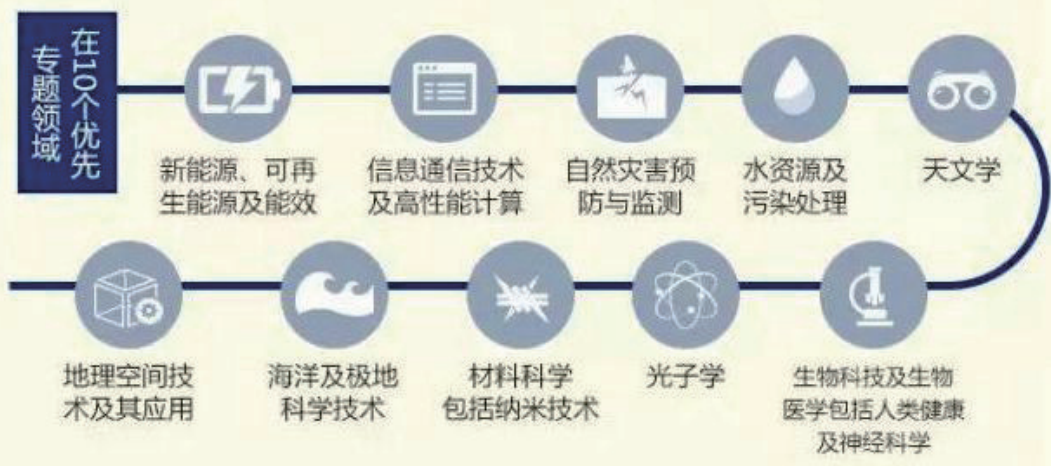 在10个优先
专题领域
新能源、可再
生能源及能效
信息通信技术
及高性能计算
自然灾害预
防与监测
水资源及
污染处理
天文学
地理空间技
术及其应用
海洋及极地
科学技术
材料科学
包括纳米技术
光子学
生物科技及生物
医学包括人类健康
及神经科学